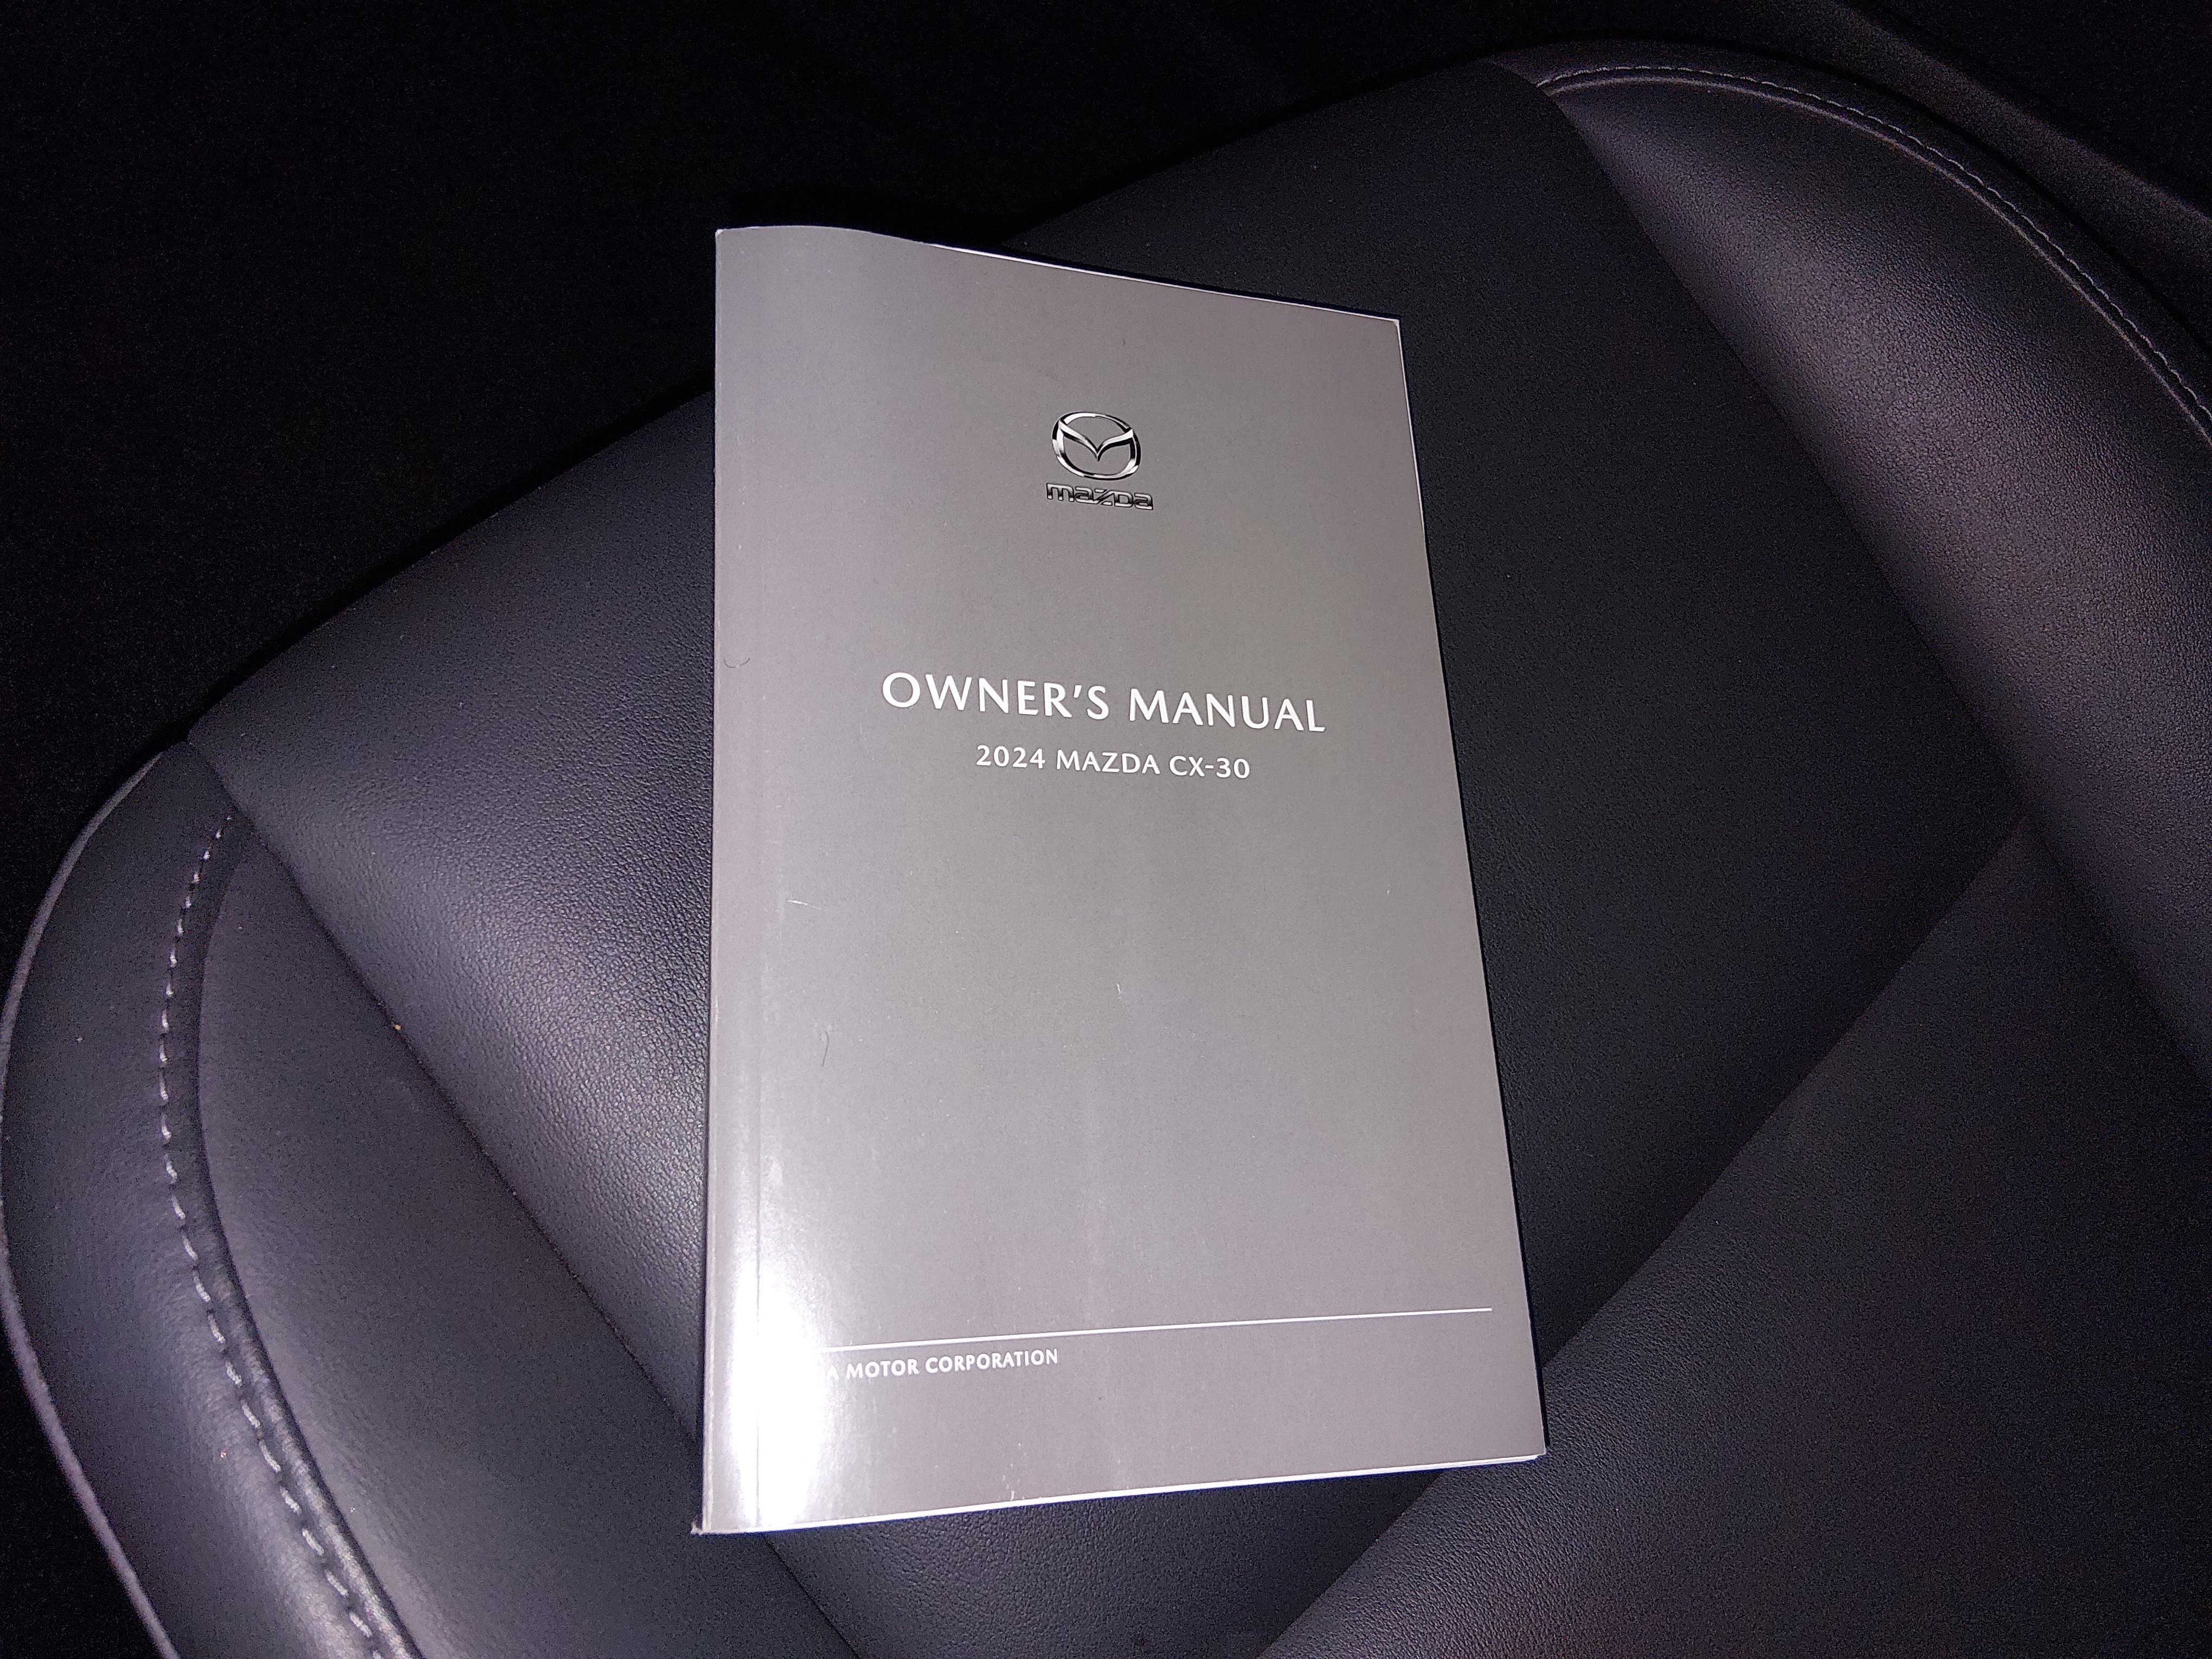 mazda
OWNER'S MANUAL
2024 MAZDA CX-30
MOTOR CORPORATION